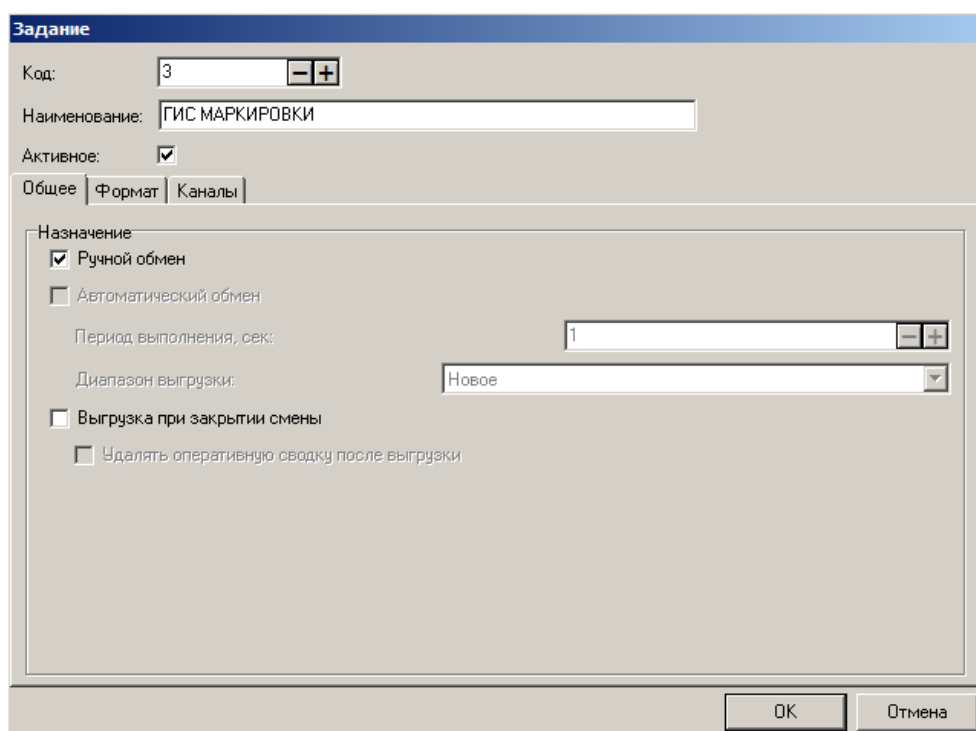 Задание
Код: 3
Наименование: ГИС МАРКИРОВКИ
Активное:
Общее Формат Каналы
Назначение
Ручной обмен
Автоматический обмен
Период выполнения, сек: 1
Диапазон выгрузки: Новое
Выгрузка при закрытии смены
Удалять оперативную сводку после выгрузки
OK Отмена